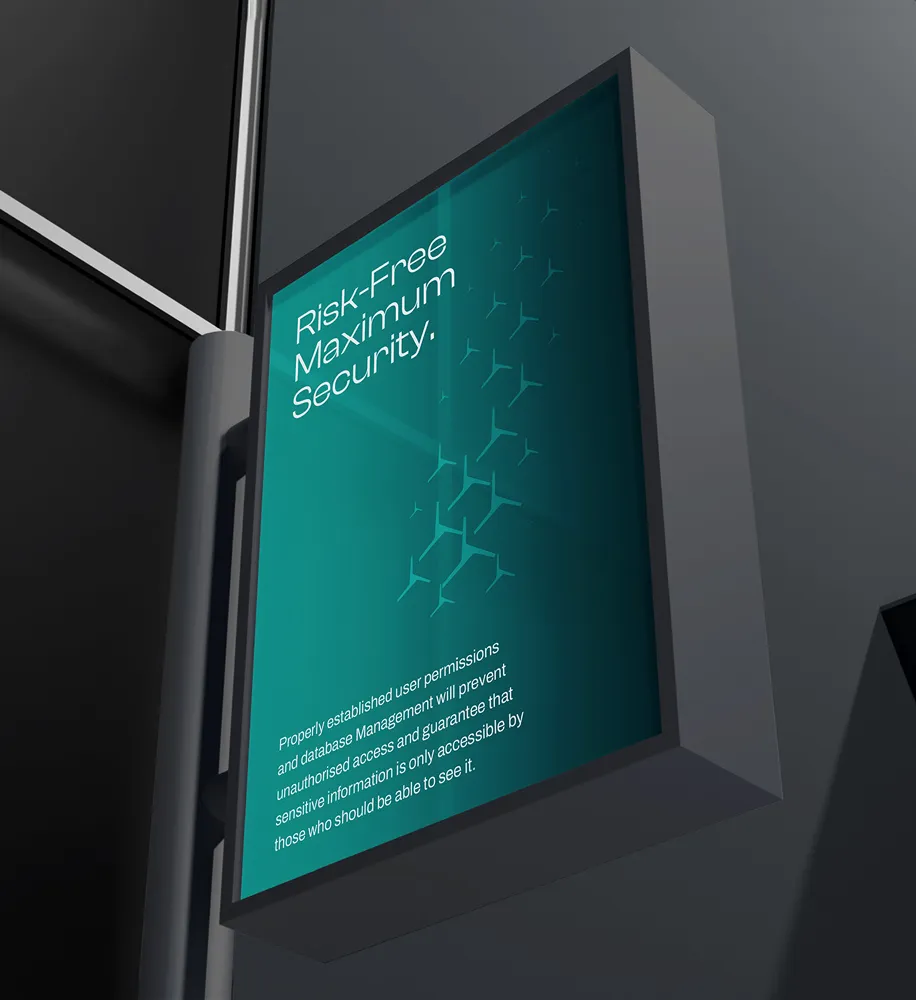 Risk-Free
Maximum
Security.
Properly established user permissions
and database Management will prevent
unauthorised access and guarantee that
sensitive information is only accessible by
those who should be able to see it.